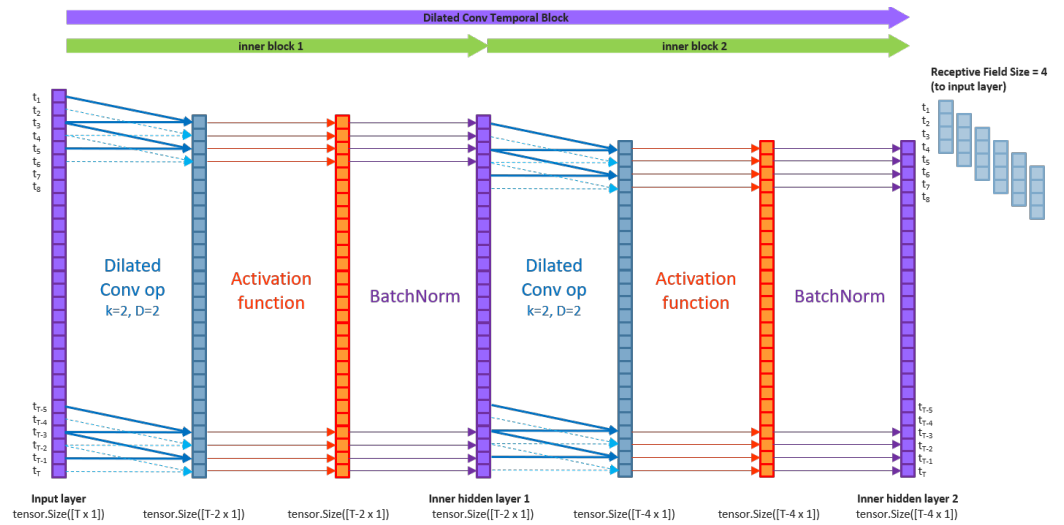 Dilated Conv Temporal Block
inner block 1
inner block 2
Receptive Field Size = 4
(to input layer)
t1
t2
t3
t4
t5
t6
t7
t8
t1
t2
t3
t4
t5
t6
t7
t8
Dilated
Conv op
k=2, D=2
Activation
function
BatchNorm
Dilated
Conv op
k=2, D=2
Activation
function
BatchNorm
tT-5
tT-4
tT-3
tT-2
tT-1
tT
tT-5
tT-4
tT-3
tT-2
tT-1
tT
Input layer
Inner hidden layer 1
Inner hidden layer 2
tensor.Size([T x 1])
tensor.Size([T-2 x 1])
tensor.Size([T-2 x 1])
tensor.Size([T-2 x 1])
tensor.Size([T-4 x 1])
tensor.Size([T-4 x 1])
tensor.Size([T-4 x 1])